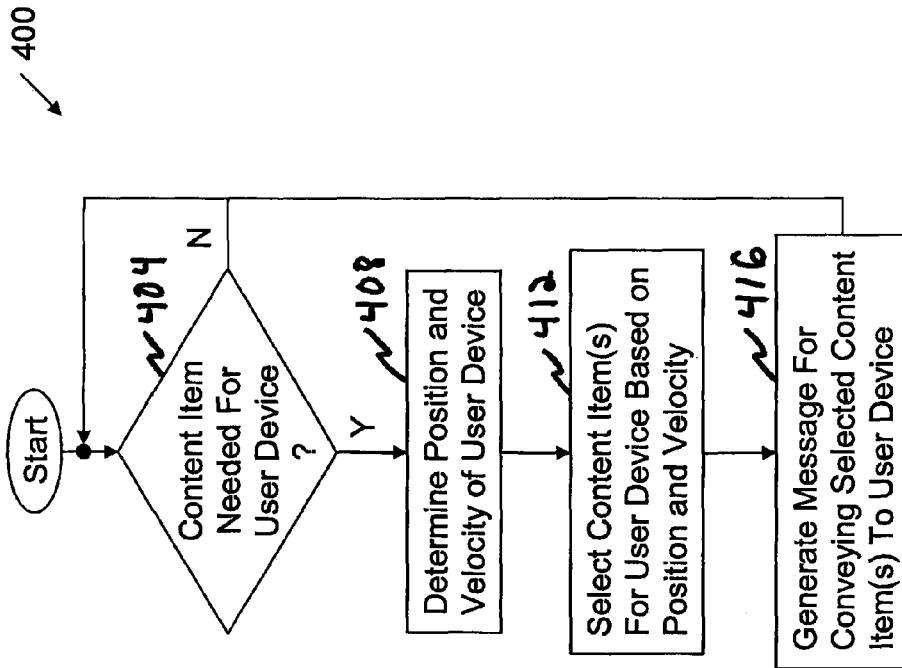 400
Start
404
Content Item
Needed For
User Device
?
N
Y
408
Determine Position and
Velocity of User Device
412
Select Content Item(s)
For User Device Based on
Position and Velocity
416
Generate Message For
Conveying Selected Content
Item(s) To User Device